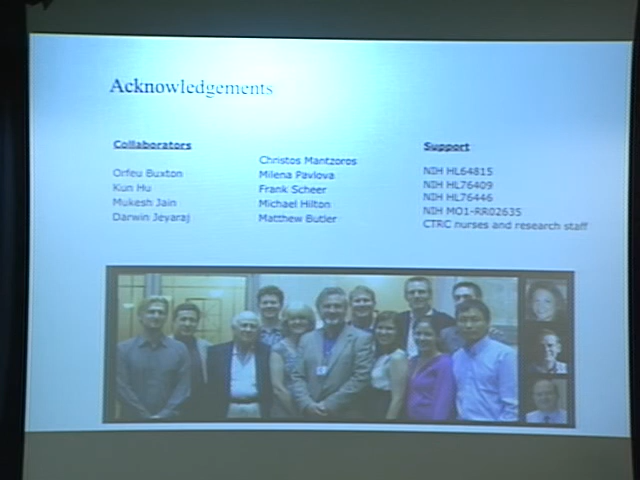 Acknowledgements
Collaborators
Orfeu Buxton
Kun Hu
Mukesh Jain
Darwin Jeyaraj
Christos Mantzoros
Milena Pavlova
Frank Scheer
Michael Hilton
Matthew Butler
Support
NIH HL64815
NIH HL76409
NIH HL76446
NIH MO1-RR02635
CTRC nurses and research staff